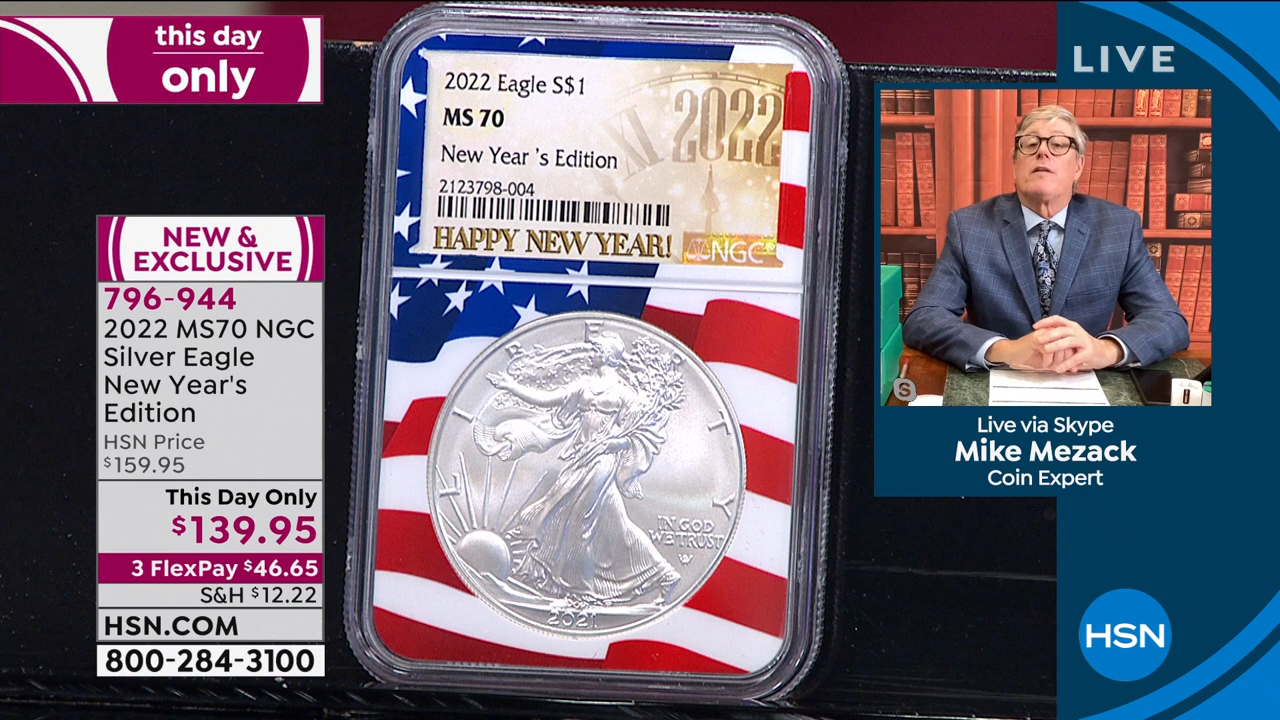 this day
only
NEW &
EXCLUSIVE
796-944
2022 MS70 NGC
Silver Eagle
New Year's
Edition
HSN Price
$159.95
This Day Only
$139.95
3 FlexPay $46.65
S&H $12.22
HSN.COM
800-284-3100
2022 Eagle S$1
MS 70
New Year 's Edition
2123798-004
HAPPY NEW YEAR!
2022
NGC
LIBERTY
IN GOD
WE TRUST
2021
LIVE
S
Live via Skype
Mike Mezack
Coin Expert
HSN